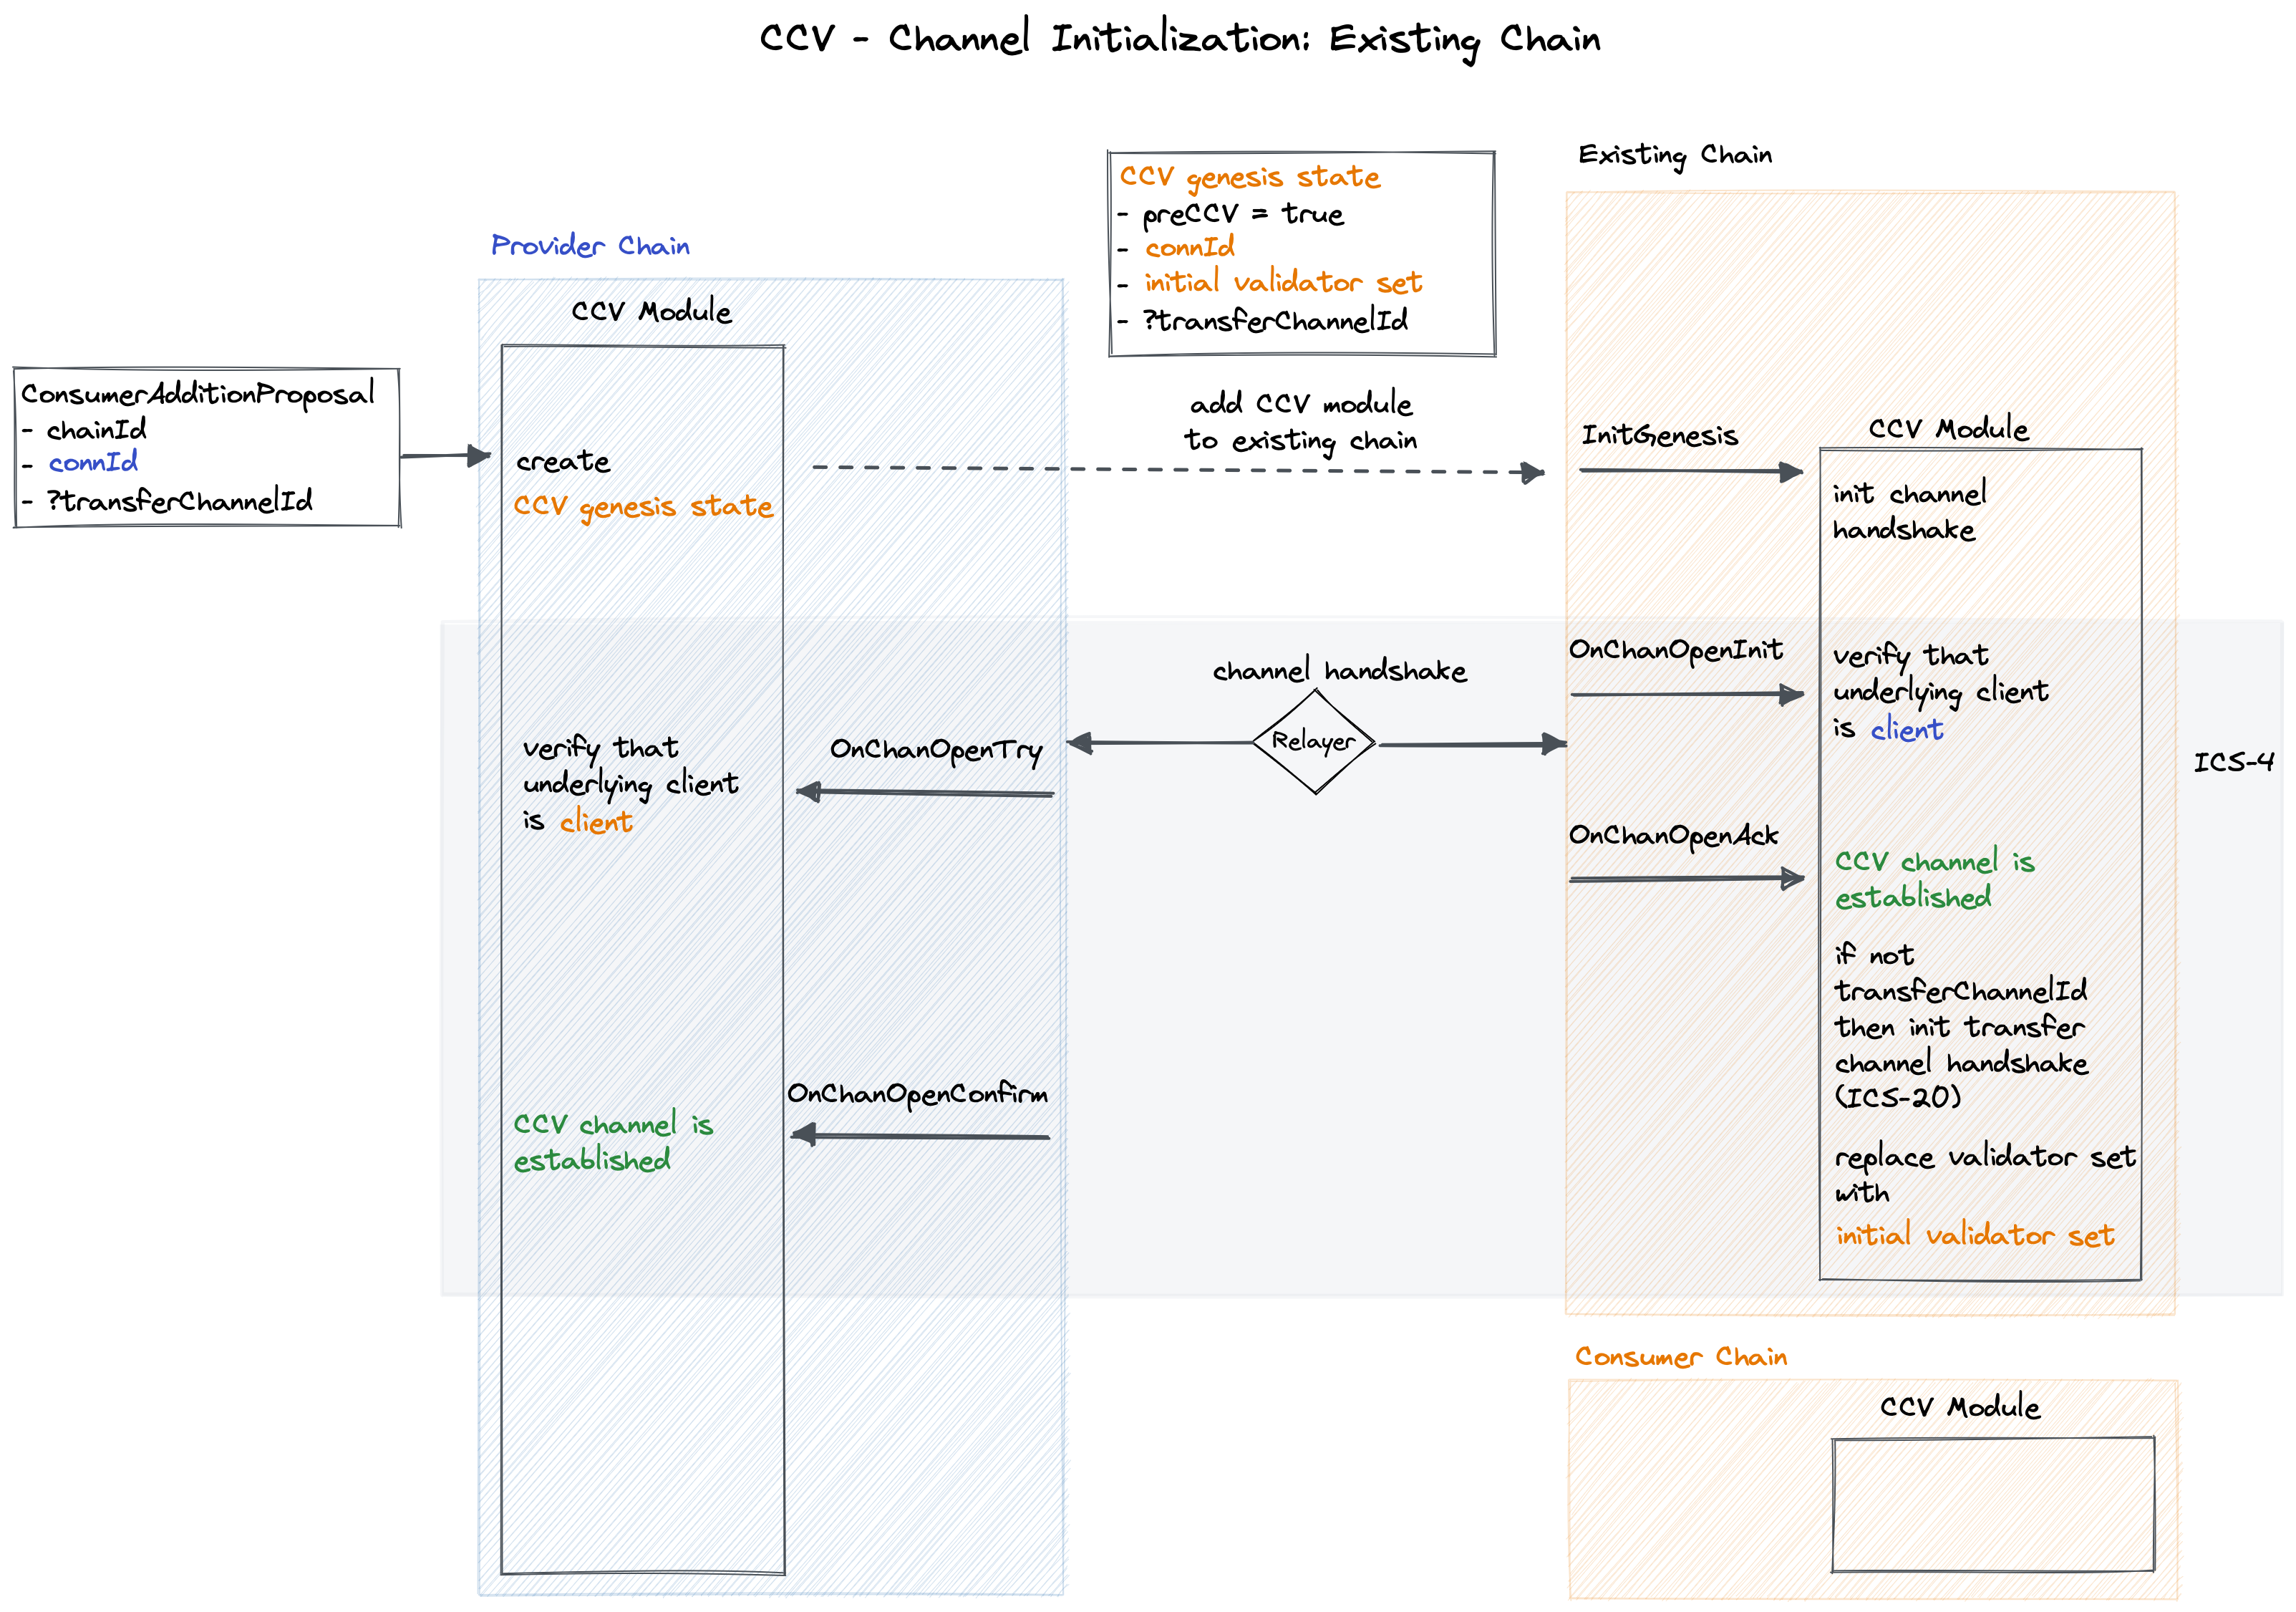 CCV - Channel Initialization: Existing Chain
ConsumerAdditionProposal
- chainId
- connId
- ?transferChannelId
Provider Chain
CCV Module
create
CCV genesis state
CCV genesis state
- preCCV = true
- connId
- initial validator set
- ?transferChannelId
add CCV module
to existing chain
Existing Chain
InitGenesis
CCV Module
init channel
handshake
channel handshake
Relayer
OnChanOpenInit
verify that
underlying client
is client
ICS-4
OnChanOpenTry
verify that
underlying client
is client
OnChanOpenAck
CCV channel is
established
if not
transferChannelId
then init transfer
channel handshake
(ICS-20)
replace validator set
with
initial validator set
OnChanOpenConfirm
CCV channel is
established
Consumer Chain
CCV Module